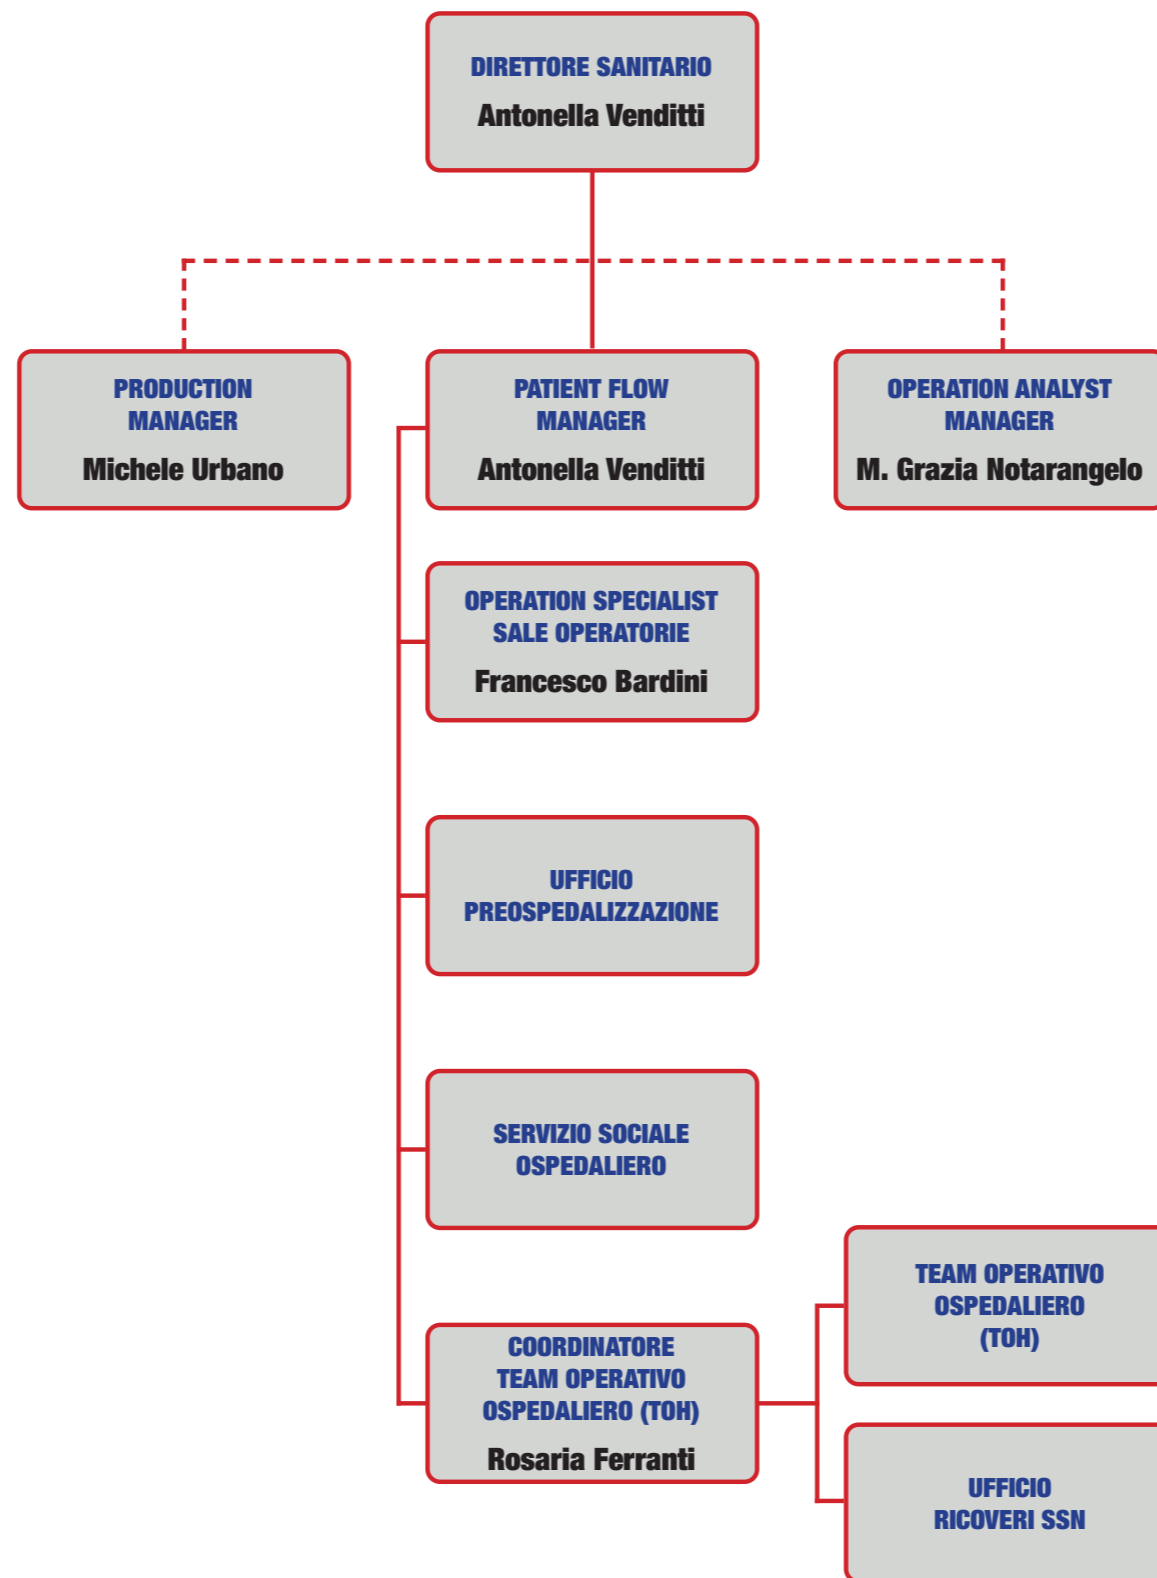 DIRETTORE SANITARIO
Antonella Venditti
PRODUCTION
MANAGER
Michele Urbano
PATIENT FLOW
MANAGER
Antonella Venditti
OPERATION ANALYST
MANAGER
M. Grazia Notarangelo
OPERATION SPECIALIST
SALE OPERATORIE
Francesco Bardini
UFFICIO
PREOSPEDALIZZAZIONE
SERVIZIO SOCIALE
OSPEDALIERO
COORDINATORE
TEAM OPERATIVO
OSPEDALIERO (TOH)
Rosaria Ferranti
TEAM OPERATIVO
OSPEDALIERO
(TOH)
UFFICIO
RICOVERI SSN